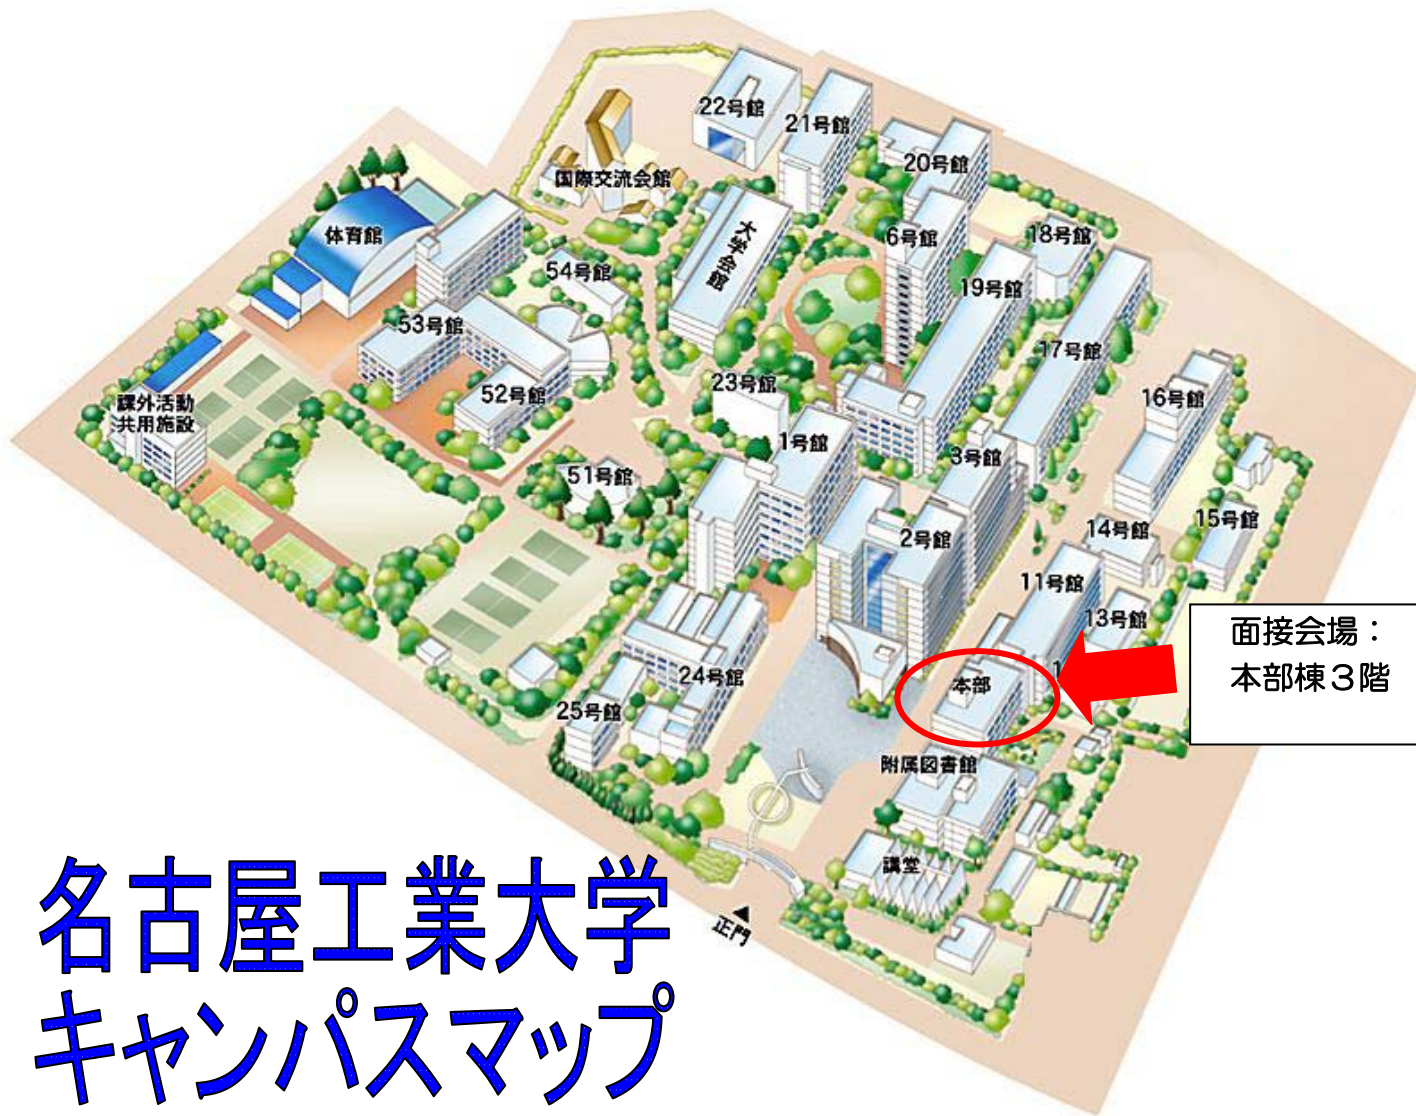 22号館
21号館
20号館
国際交流会館
体育館
大学会館
6号館
18号館
54号館
19号館
53号館
17号館
23号館
52号館
16号館
課外活動
共用施設
1号館
3号館
51号館
15号館
14号館
2号館
11号館
13号館
面接会場：
本部棟３階
24号館
本部
1
25号館
附属図書館
講堂
正門
名古屋工業大学
キャンパスマップ